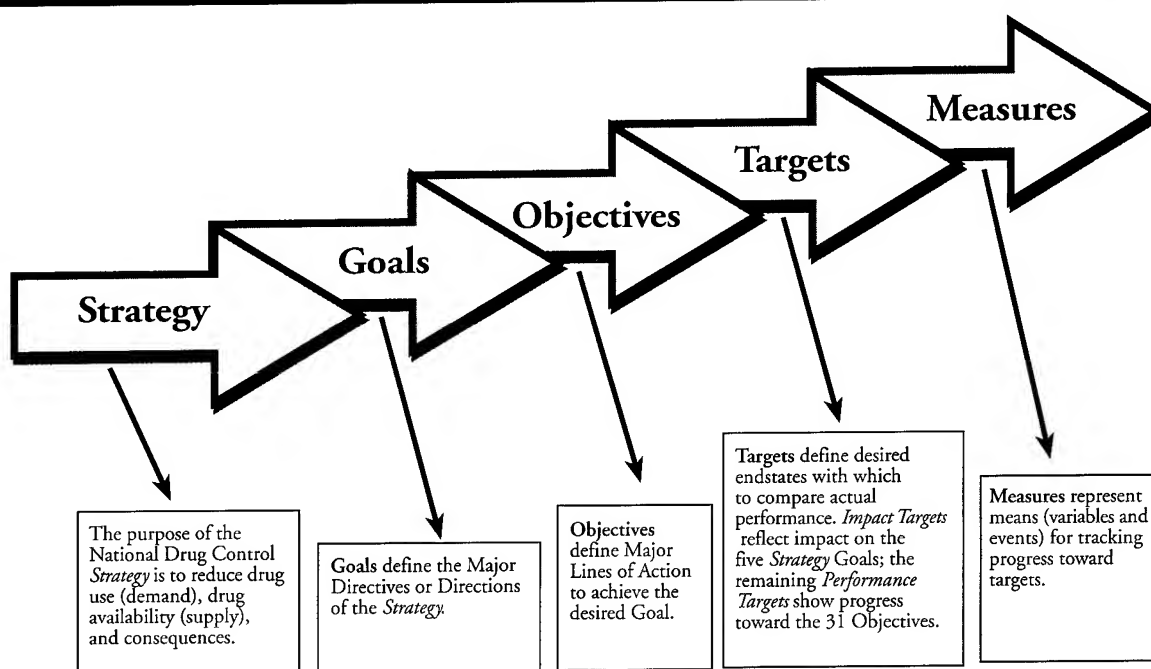 Measures
Targets
Objectives
Goals
Strategy
The purpose of the
National Drug Control
Strategy is to reduce drug
use (demand), drug
availability (supply),
and consequences.
Goals define the Major
Directives or Directions
of the Strategy.
Objectives
define Major
Lines of Action
to achieve the
desired Goal.
Targets define desired
endstates with which
to compare actual
performance. Impact Targets
reflect impact on the
five Strategy Goals; the
remaining Performance
Targets show progress
toward the 31 Objectives.
Measures represent
means (variables and
events) for tracking
progress toward
targets.